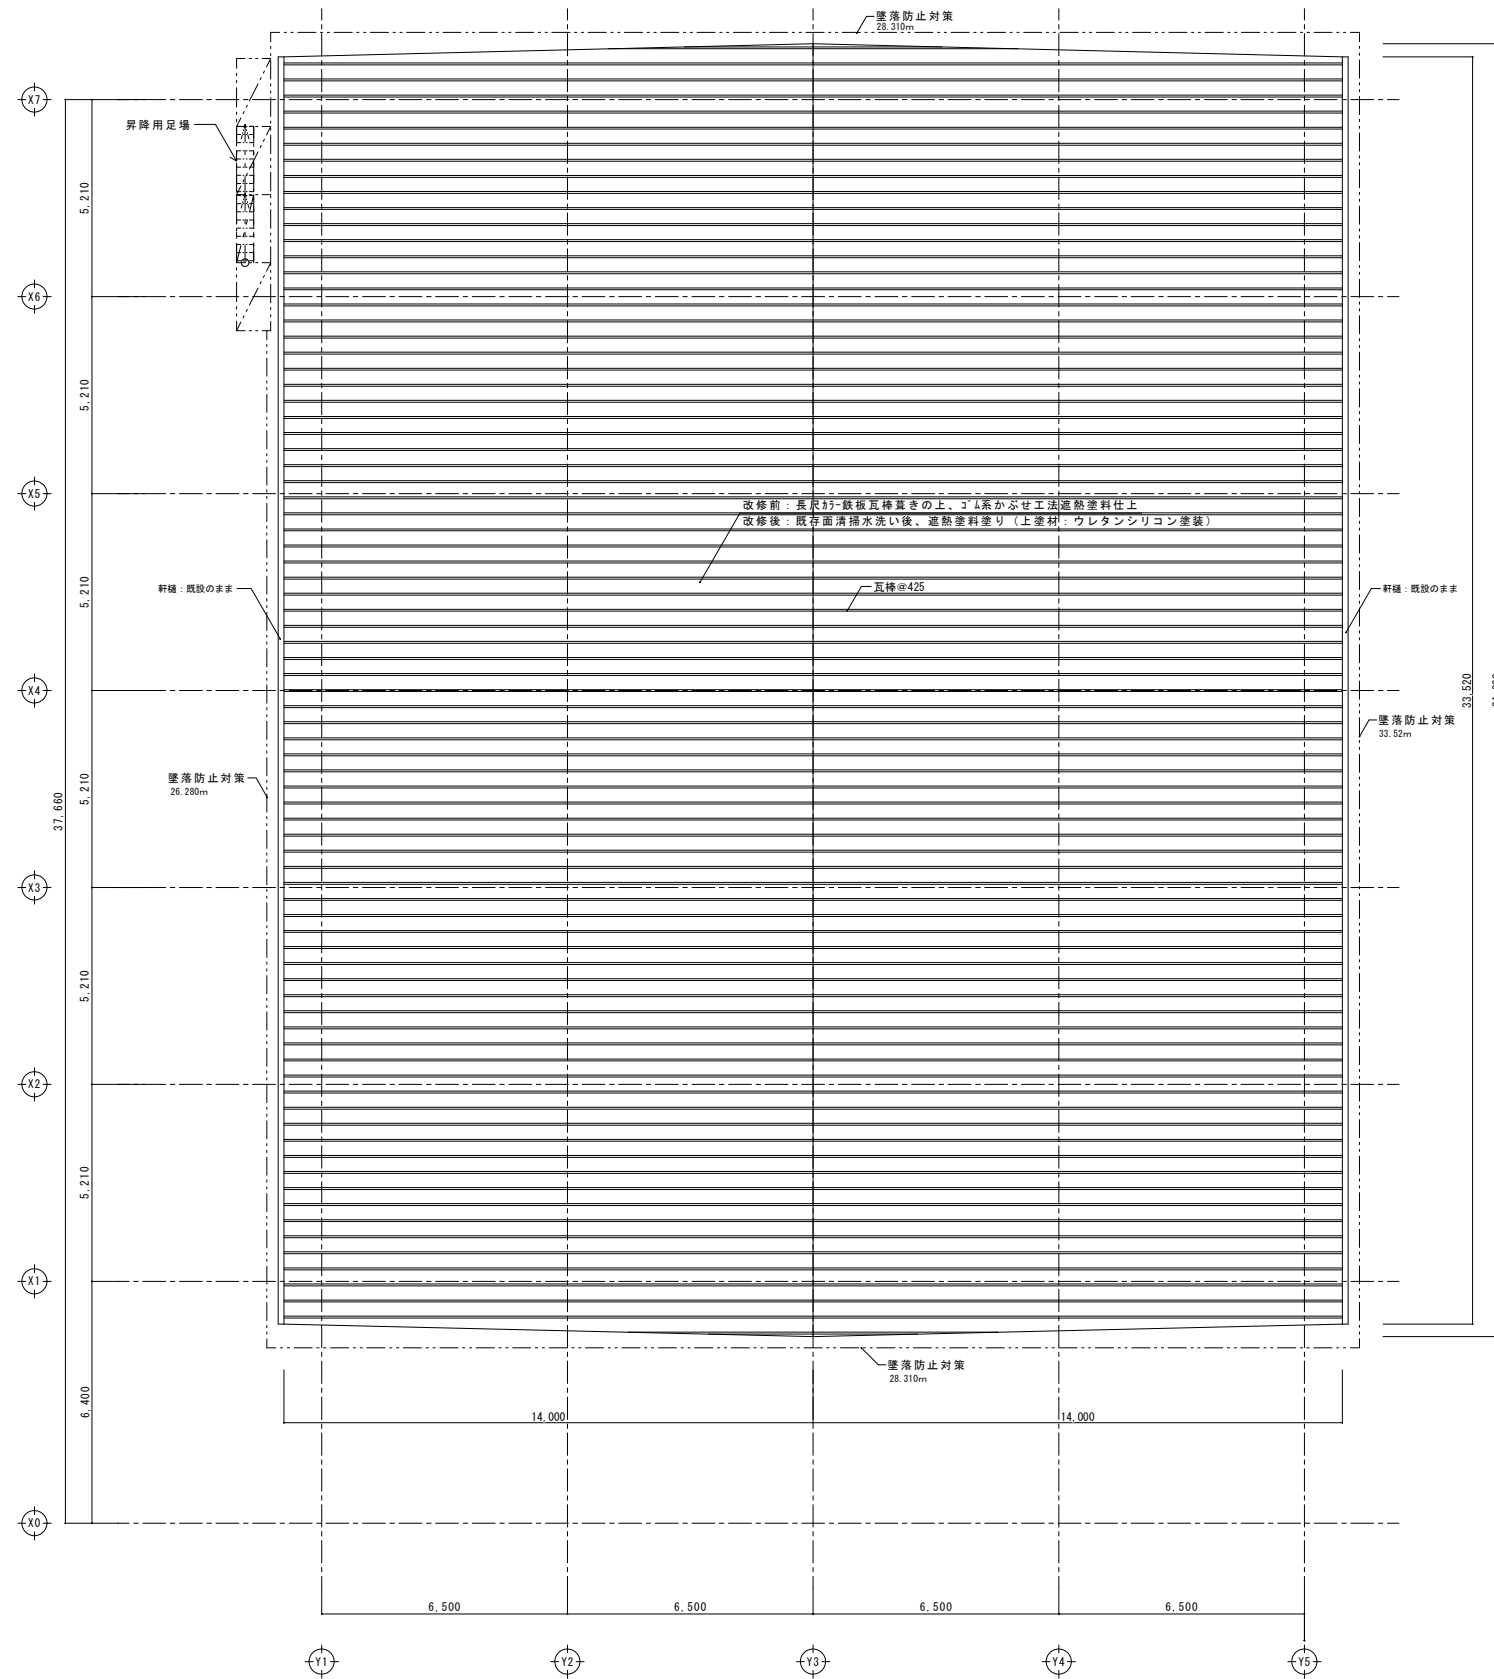 墜落防止対策
28.310m
X7
昇降用足場
5,210
X6
5,210
X5
改修前：長尺ｶﾗｰ鉄板瓦棒葺きの上、ｺﾞﾑ系かぶせ工法遮熱塗料仕上
改修後：既存面清掃水洗い後、遮熱塗料塗り（上塗材：ウレタンシリコン塗装）
5,210
軒樋：既設のまま
瓦棒@425
軒樋：既設のまま
X4
33,520
墜落防止対策
33.52m
墜落防止対策
26.280m
5,210
37,660
X3
5,210
X2
5,210
X1
墜落防止対策
28.310m
6,400
14,000
14,000
X0
6,500
6,500
6,500
6,500
Y1
Y2
Y3
Y4
Y5